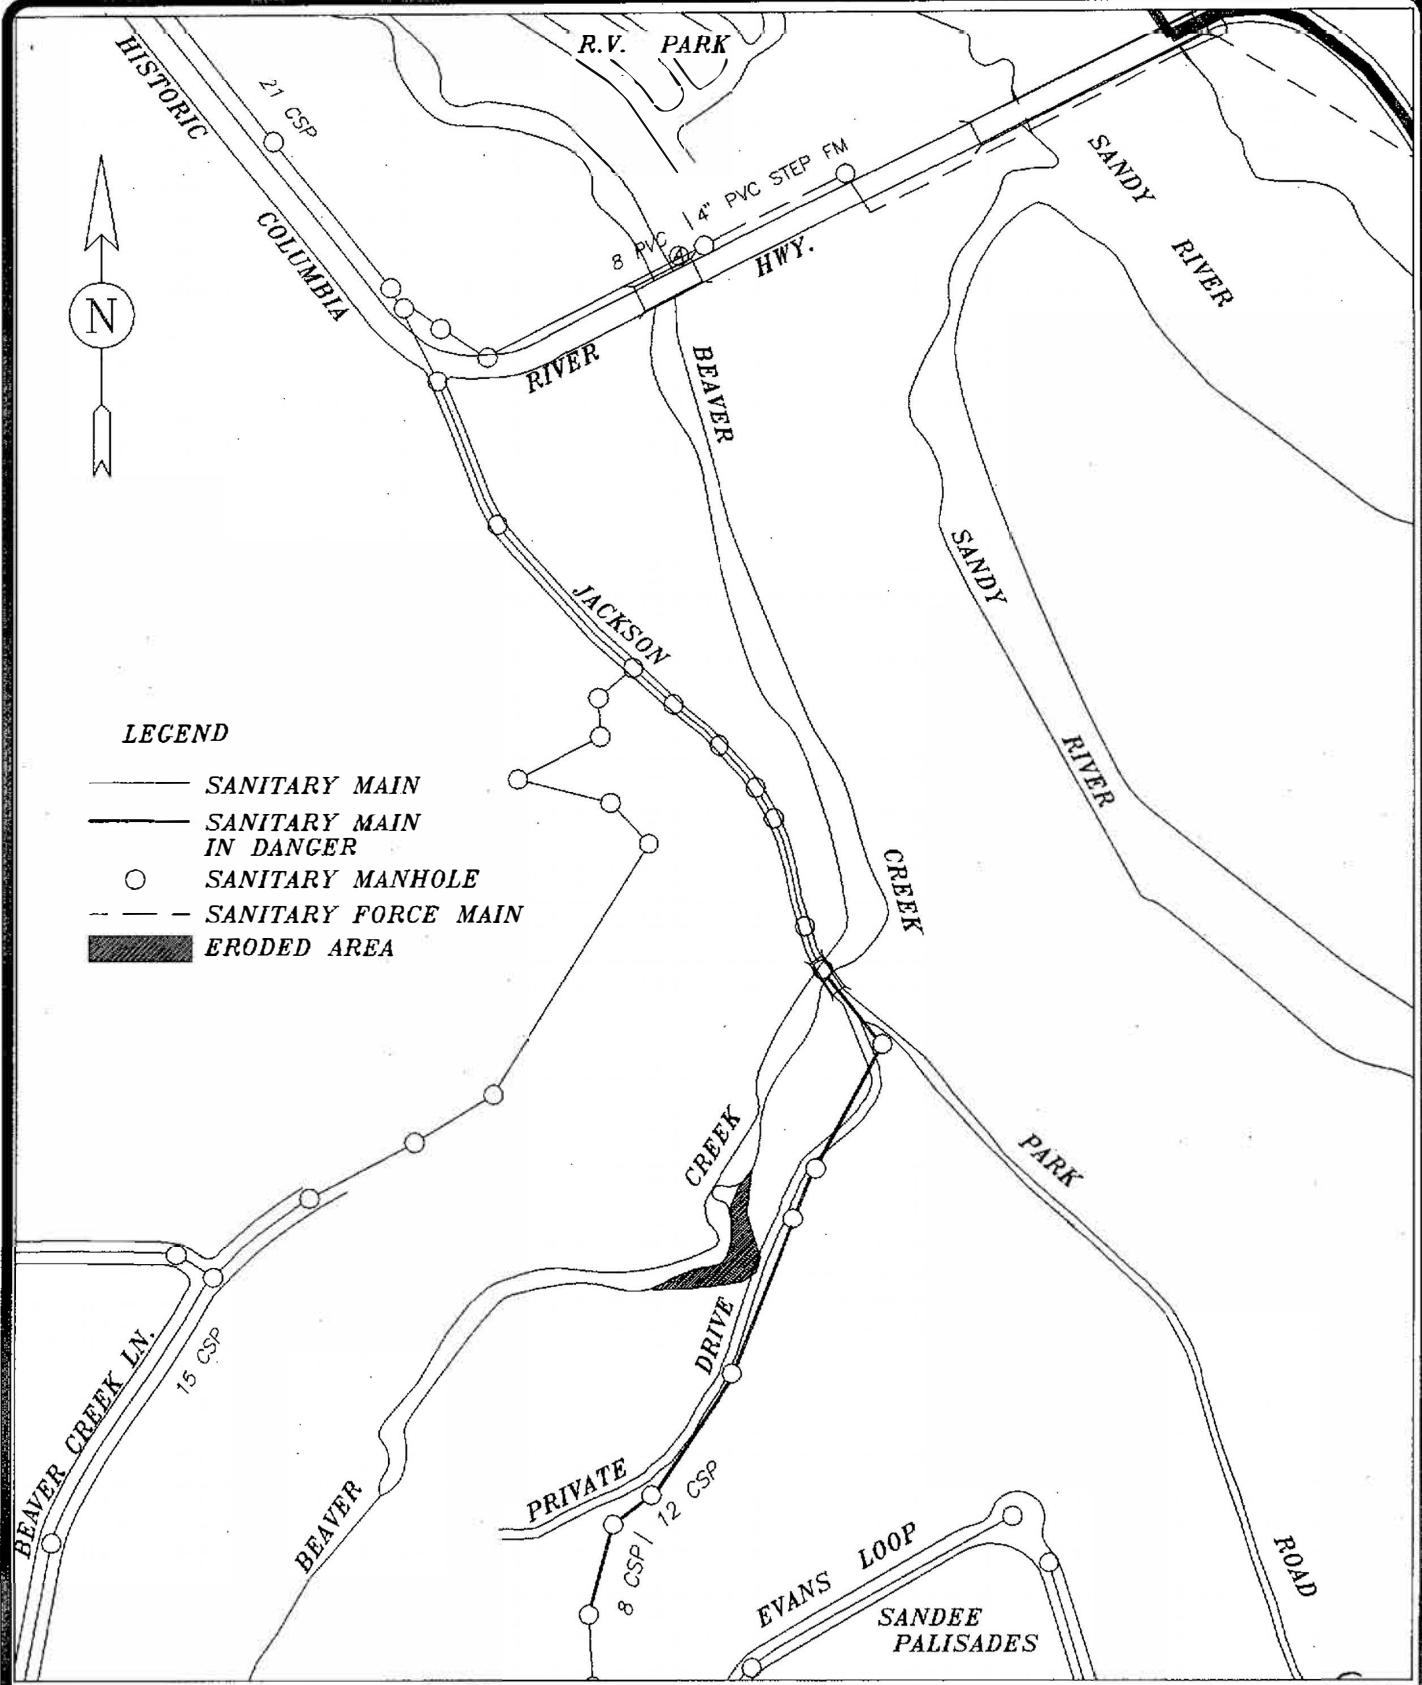 R.V. PARK
HISTORIC
21 CSP
SANDY
4" PVC STEP FM
COLUMBIA
8 PVC
A
HWY.
RIVER
N
RIVER
BEAVER
SANDY
JACKSON
RIVER
LEGEND
SANITARY MAIN
SANITARY MAIN
IN DANGER
SANITARY MANHOLE
SANITARY FORCE MAIN
ERODED AREA
CREEK
CREEK
PARK
DRIVE
15 CSP
BEAVER CREEK LN.
PRIVATE
12 CSP
BEAVER
8 CSP
EVANS LOOP
ROAD
SANDEE
PALISADES